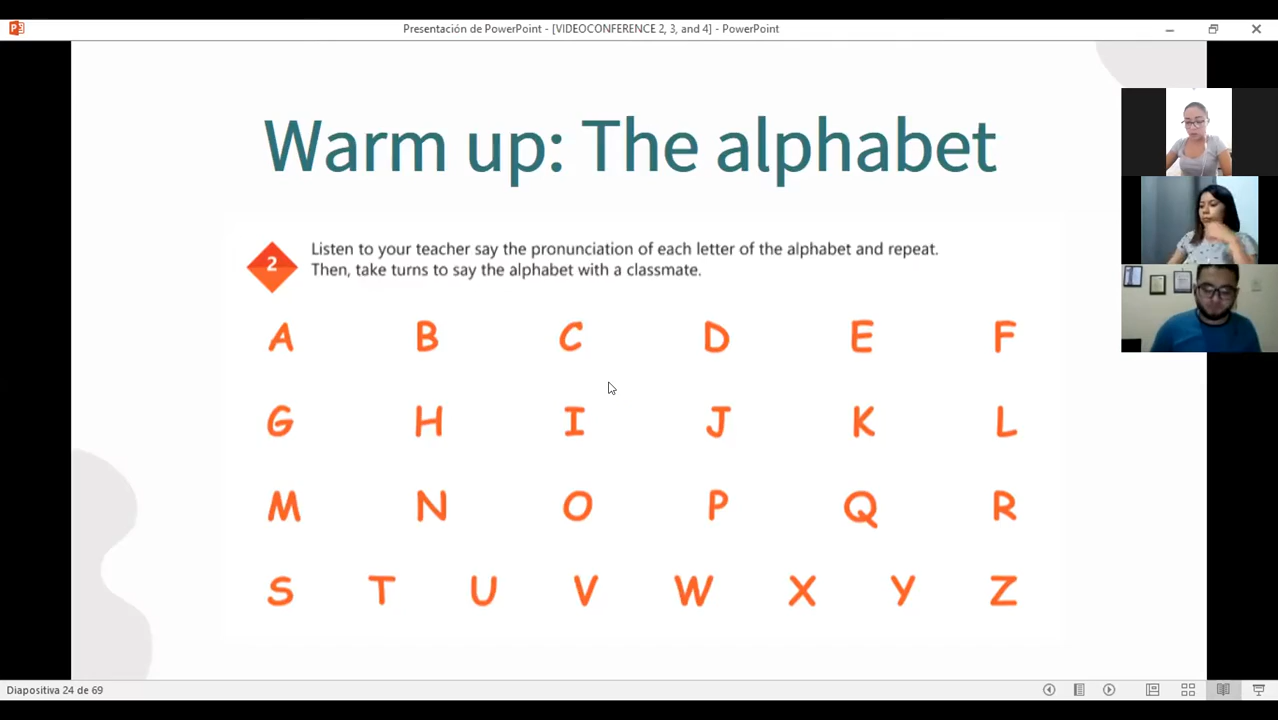 Presentación de PowerPoint - [VIDEOCONFERENCE 2, 3, and 4] - PowerPoint
Warm up: The alphabet
2
Listen to your teacher say the pronunciation of each letter of the alphabet and repeat.
Then, take turns to say the alphabet with a classmate.
A B C D E F
G H I J K L
M N O P Q R
S T U V W X Y Z
Diapositiva 24 de 69